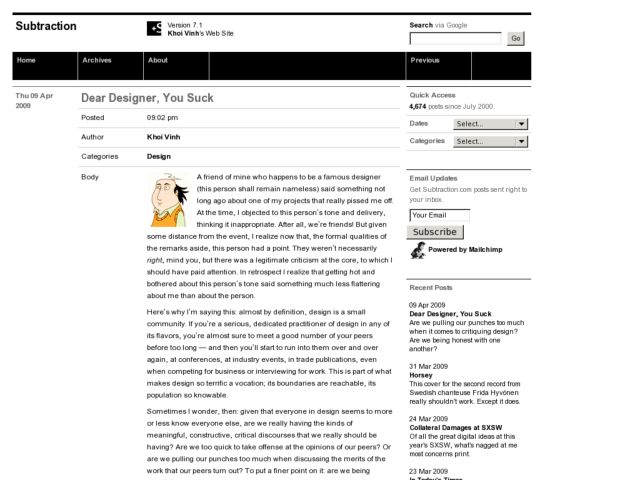 Subtraction
Version 7.1
Khoi Vinh's Web Site
Search via Google
Go
Home
Archives
About
Previous
Thu 09 Apr
2009
Dear Designer, You Suck
Posted
09:02 pm
Author
Khoi Vinh
Categories
Design
Body
A friend of mine who happens to be a famous designer
(this person shall remain nameless) said something not
long ago about one of my projects that really pissed me off.
At the time, I objected to this person's tone and delivery,
thinking it inappropriate. After all, we're friends! But given
some distance from the event, I realize now that, the formal qualities of
the remarks aside, this person had a point. They weren't necessarily
right, mind you, but there was a legitimate criticism at the core, to which I
should have paid attention. In retrospect I realize that getting hot and
bothered about this person's tone said something much less flattering
about me than about the person.
Here's why I'm saying this: almost by definition, design is a small
community. If you're a serious, dedicated practitioner of design in any of
its flavors, you're almost sure to meet a good number of your peers
before too long — and then you'll start to run into them over and over
again, at conferences, at industry events, in trade publications, even
when competing for business or interviewing for work. This is part of what
makes design so terrific a vocation; its boundaries are reachable, its
population so knowable.
Sometimes I wonder, then: given that everyone in design seems to more
or less know everyone else, are we really having the kinds of
meaningful, constructive, critical discourses that we really should be
having? Are we too quick to take offense at the opinions of our peers? Or
are we pulling our punches too much when discussing the merits of the
work that our peers turn out? To put a finer point on it: are we being
Quick Access
4,674 posts since July 2000.
Dates
Select...
Categories
Select...
Email Updates
Get Subtraction.com posts sent right to
your inbox.
Your Email
Subscribe
Powered by Mailchimp
Recent Posts
09 Apr 2009
Dear Designer, You Suck
Are we pulling our punches too much
when it comes to critiquing design?
Are we being honest with one
another?
31 Mar 2009
Horsey
This cover for the second record from
Swedish chanteuse Frida Hyvönen
really shouldn't work. Except it does.
24 Mar 2009
Collateral Damages at SXSW
Of all the great digital ideas at this
year's SXSW, what's nagged at me
most concerns print.
23 Mar 2009
In Today's Times